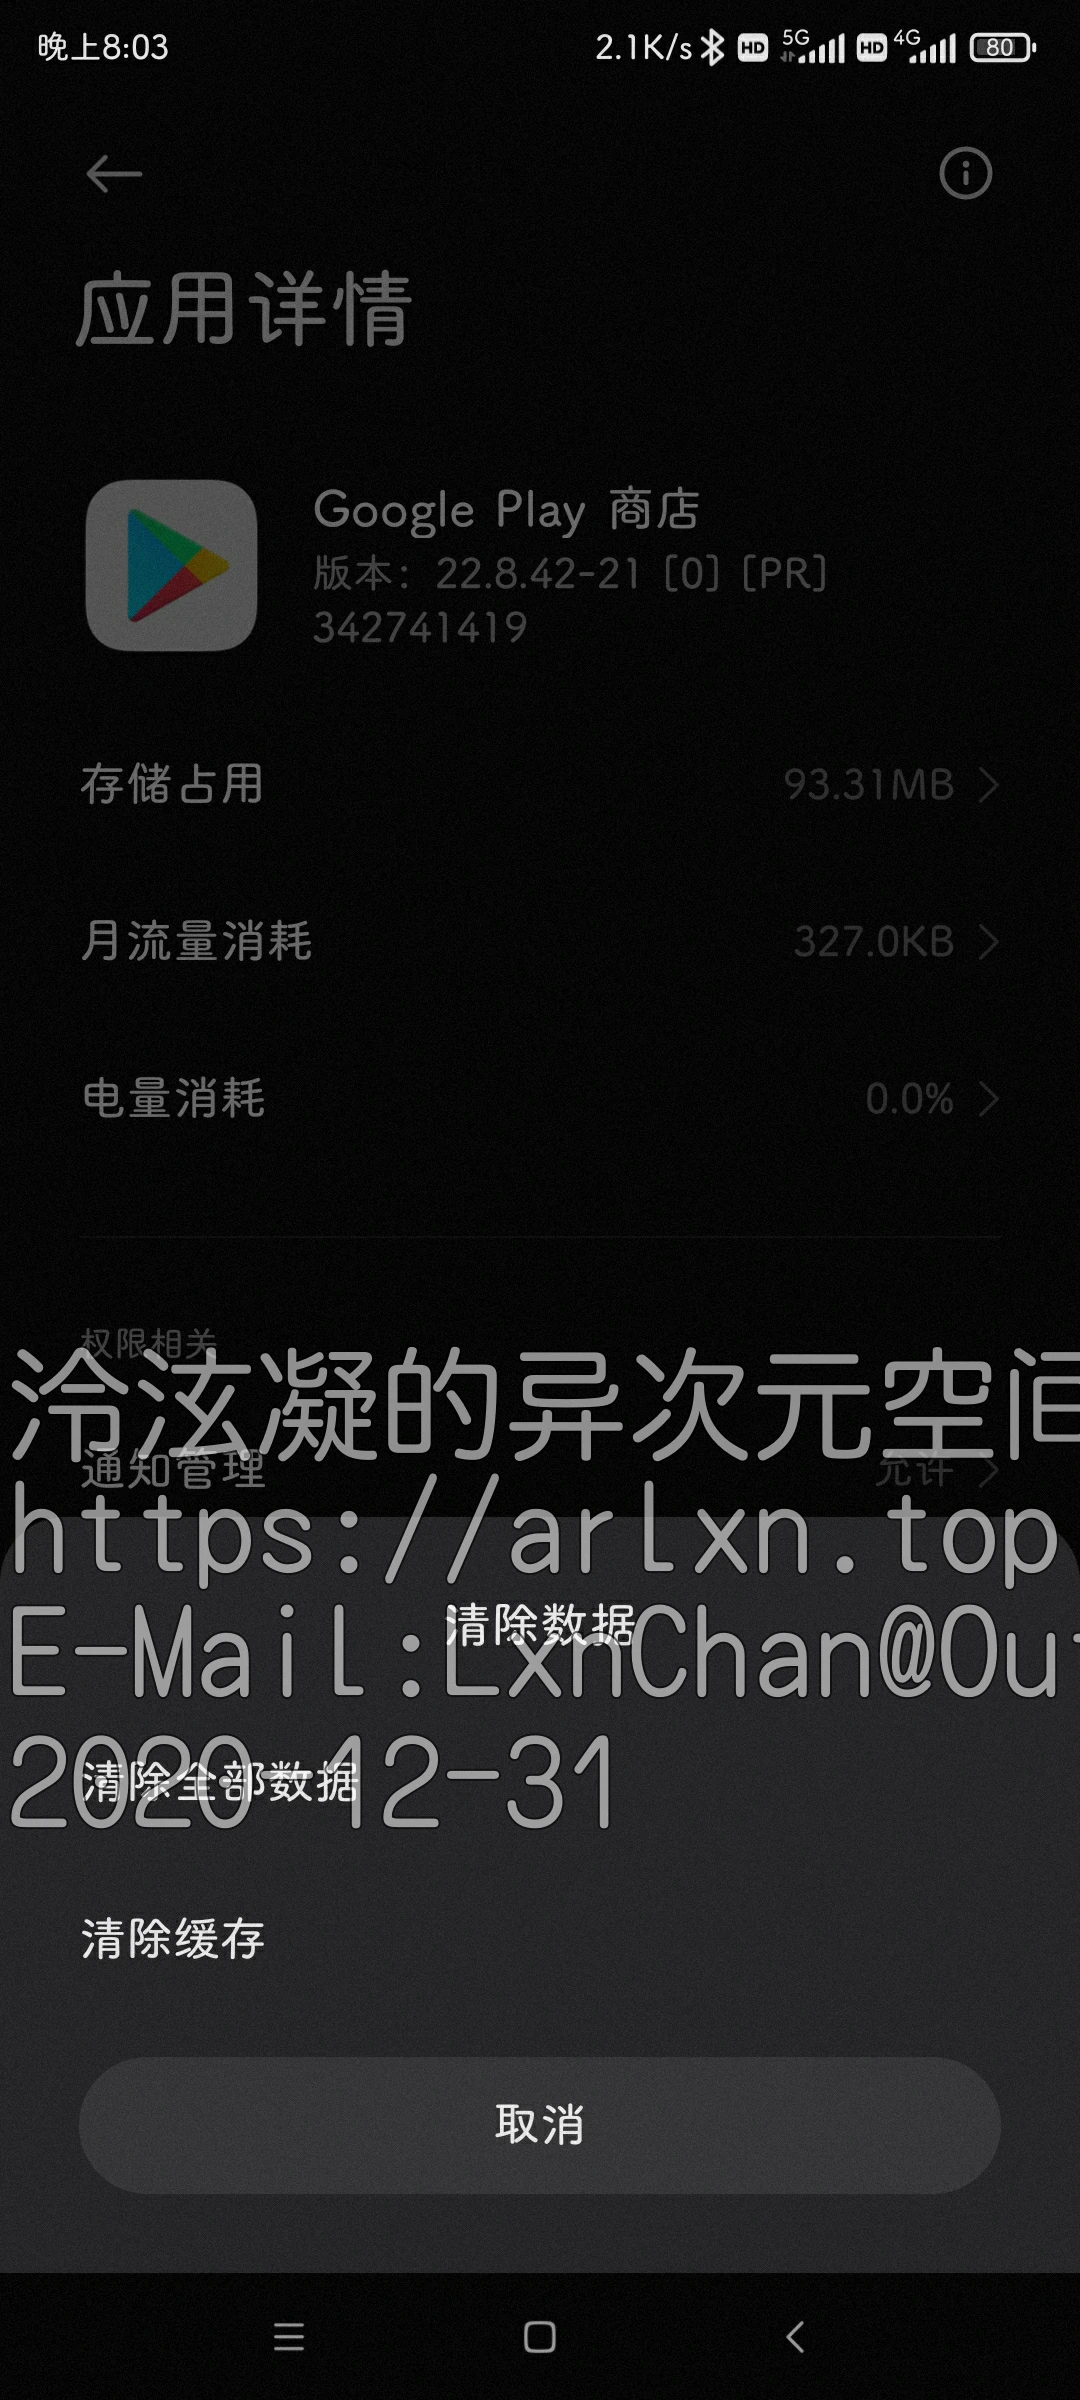 晚上8:03
2.1K/s HD 5G HD 4G 80
应用详情
Google Play 商店
版本：22.8.42-21 [0] [PR]
342741419
存储占用 93.31MB
月流量消耗 327.0KB
电量消耗 0.0%
权限相关
泠泫凝的异次元空间
通知管理 允许
https://arlxn.top
清除数据
E-Mail:LxnChan@Out
清除全部数据
2020-12-31
清除缓存
取消